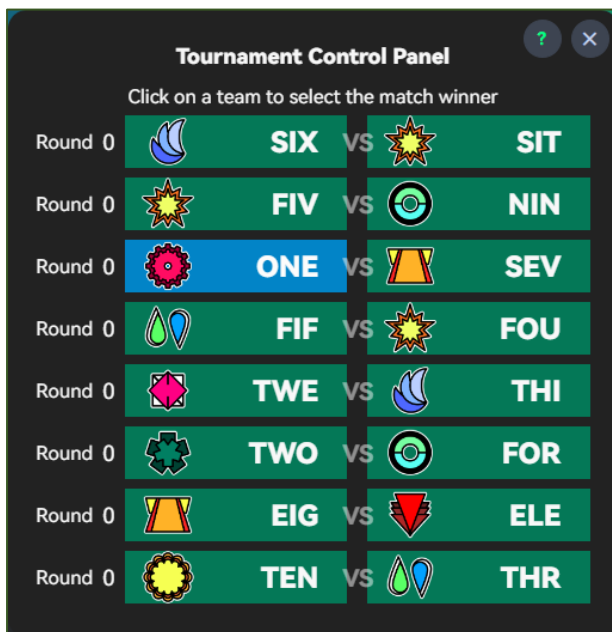 ?
Tournament Control Panel
Click on a team to select the match winner
Round 0 SIX VS SIT
Round 0 FIV VS NIN
Round 0 ONE VS SEV
Round 0 FIF VS FOU
Round 0 TWE VS THI
Round 0 TWO VS FOR
Round 0 EIG VS ELE
Round 0 TEN VS THR